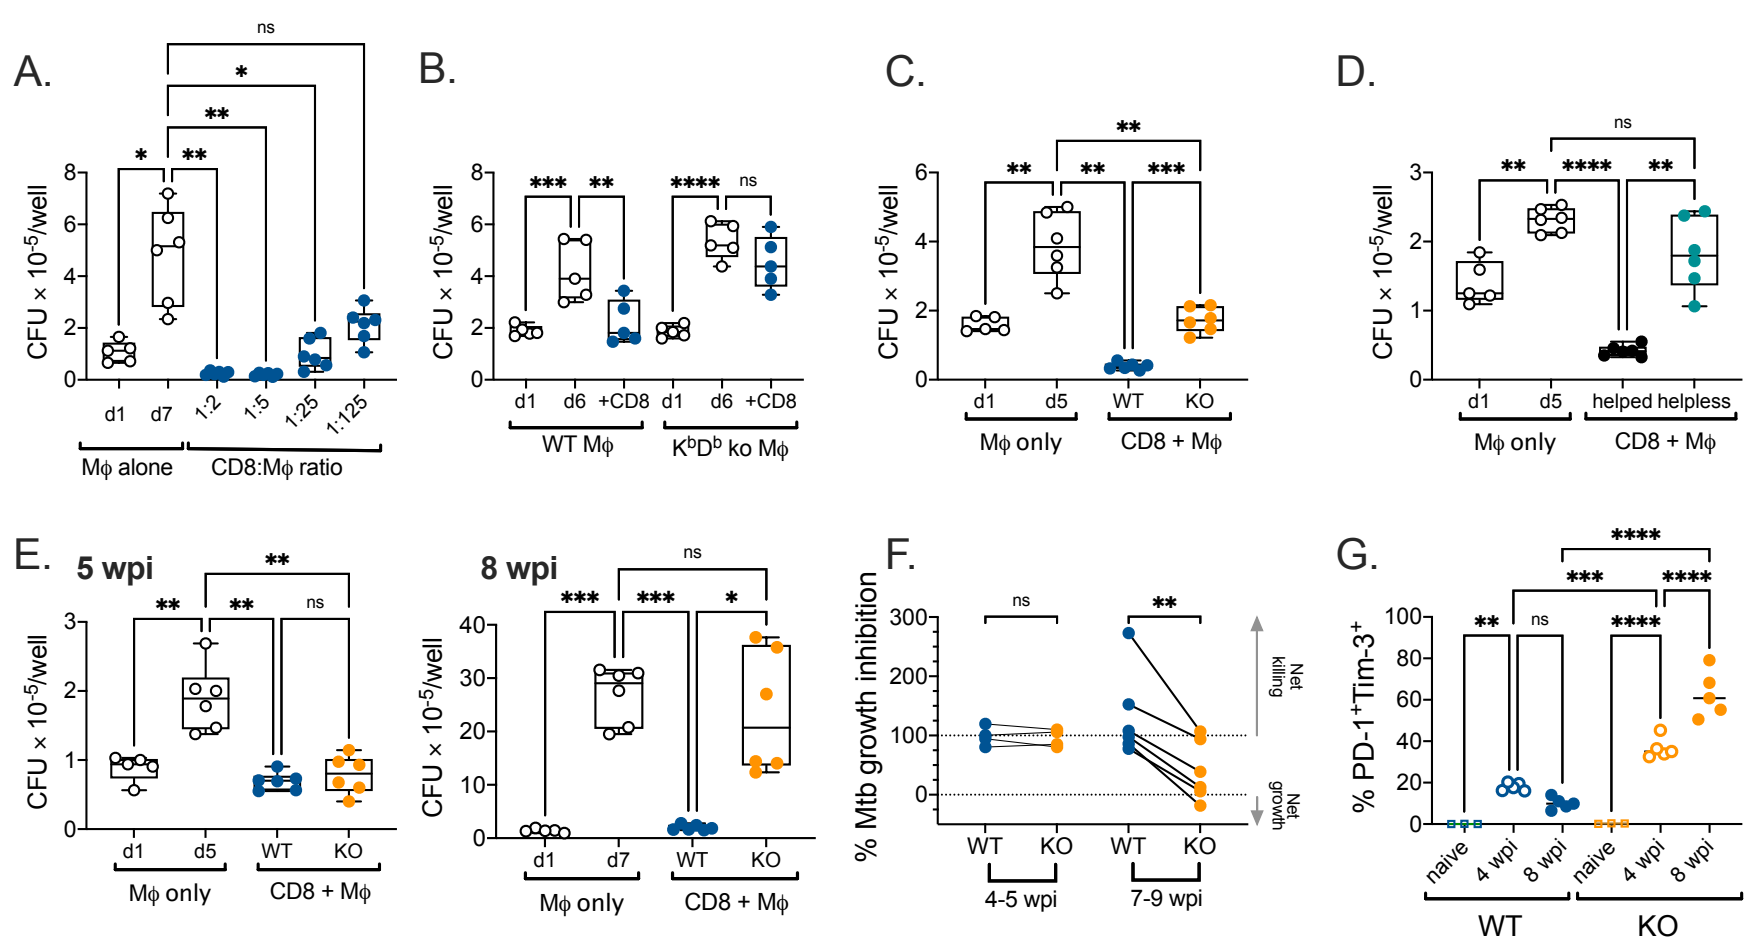 A.
ns
*
**
* **
CFU × 10⁻⁵/well
8
6
4
2
0
d1 d7 1:2 1:5 1:25 1:125
Mϕ alone CD8:Mϕ ratio
B.
*** ** **** ns
CFU × 10⁻⁵/well
8
6
4
2
0
d1 d6 +CD8 d1 d6 +CD8
WT Mϕ KᵇDᵇ ko Mϕ
C.
**
** ** ***
CFU × 10⁻⁵/well
6
4
2
0
d1 d5 WT KO
Mϕ only CD8 + Mϕ
D.
ns
** **** **
CFU × 10⁻⁵/well
3
2
1
0
d1 d5 helped helpless
Mϕ only CD8 + Mϕ
E.
5 wpi
**
** ** ns
CFU × 10⁻⁵/well
3
2
1
0
d1 d5 WT KO
Mϕ only CD8 + Mϕ
8 wpi
ns
*** *** *
CFU × 10⁻⁵/well
40
30
20
10
0
d1 d7 WT KO
Mϕ only CD8 + Mϕ
F.
ns **
% Mtb growth inhibition
300
200
100
0
Net
killing
Net
growth
WT KO WT KO
4-5 wpi 7-9 wpi
G.
****
*** ****
** ns ****
% PD-1⁺Tim-3⁺
100
80
60
40
20
0
naive 4 wpi 8 wpi naive 4 wpi 8 wpi
WT KO